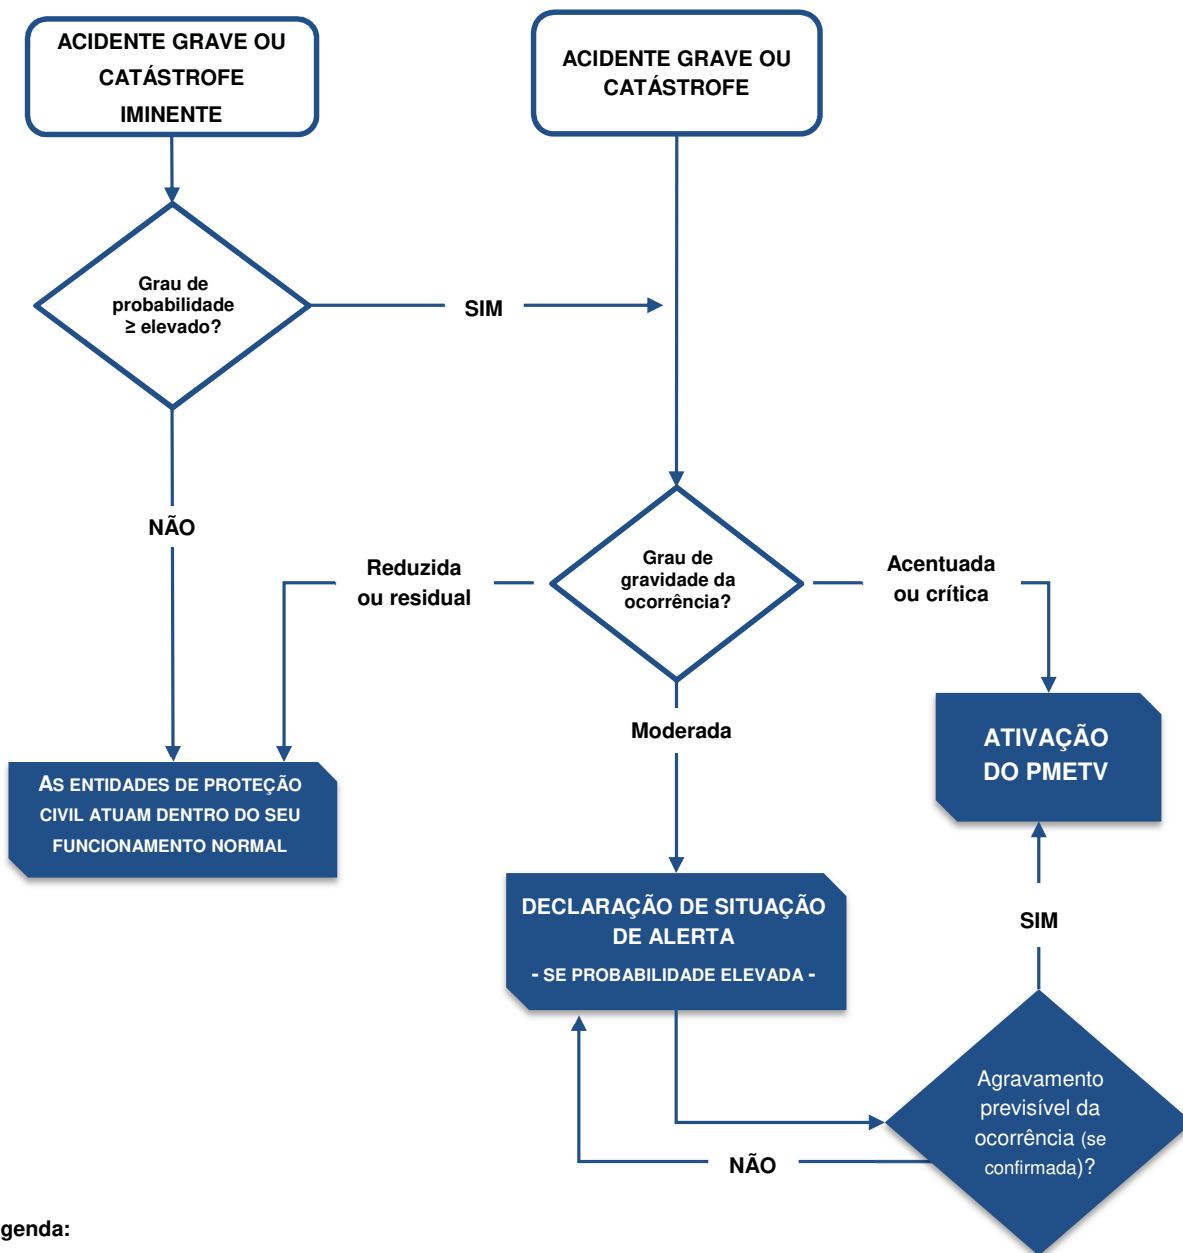 ACIDENTE GRAVE OU
CATÁSTROFE
IMINENTE
ACIDENTE GRAVE OU
CATÁSTROFE
Grau de
probabilidade
≥ elevado?
SIM
NÃO
Grau de
gravidade da
ocorrência?
Reduzida
ou residual
Acentuada
ou crítica
Moderada
ATIVAÇÃO
DO PMETV
AS ENTIDADES DE PROTEÇÃO
CIVIL ATUAM DENTRO DO SEU
FUNCIONAMENTO NORMAL
DECLARAÇÃO DE SITUAÇÃO
DE ALERTA
- SE PROBABILIDADE ELEVADA -
SIM
Agravamento
previsível da
ocorrência (se
confirmada)?
NÃO
genda: